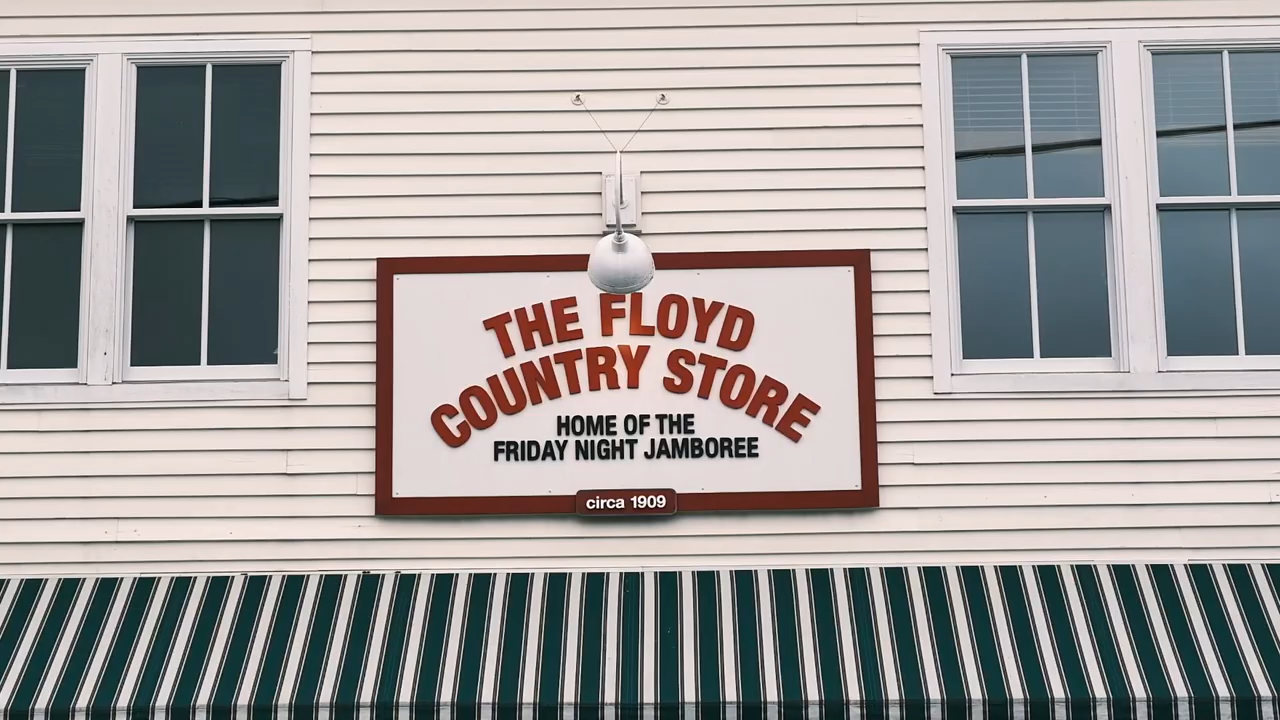 THE FLOYD
COUNTRY STORE
HOME OF THE
FRIDAY NIGHT JAMBOREE
circa 1909